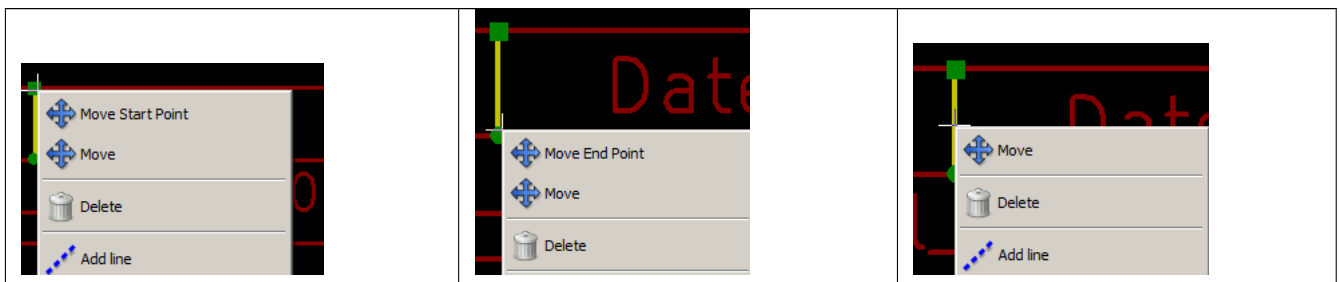 Move Start Point
Move
Delete
Add line
Date
Move End Point
Move
Delete
Move
Delete
Add line